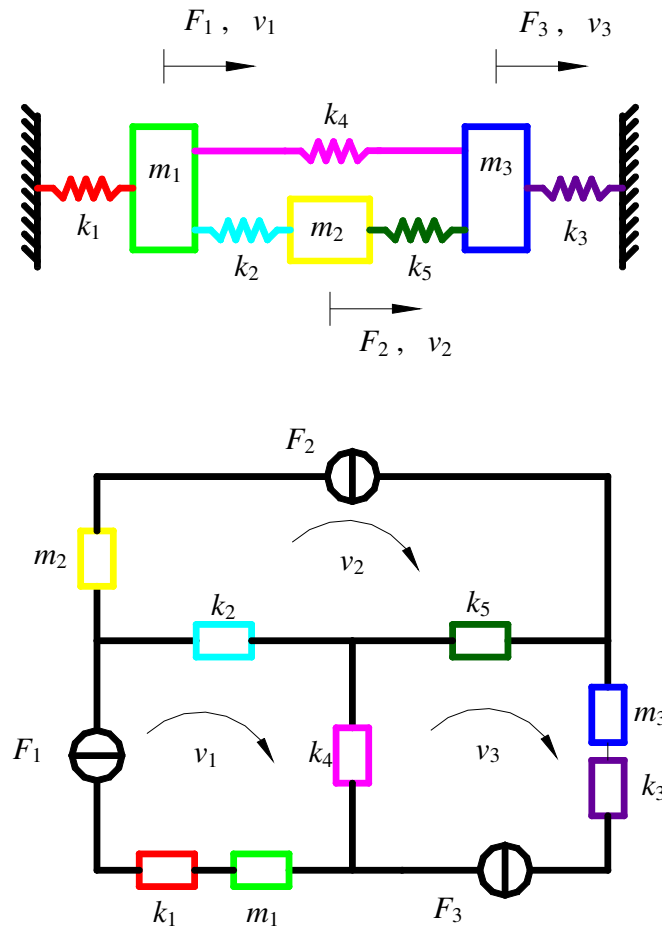 F₁ , v₁
F₃ , v₃
k₄
m₁
m₃
m₂
k₁
k₂
k₅
k₃
F₂ , v₂
F₂
m₂
v₂
k₂
k₅
m₃
F₁
v₁
k₄
v₃
k₃
k₁
m₁
F₃